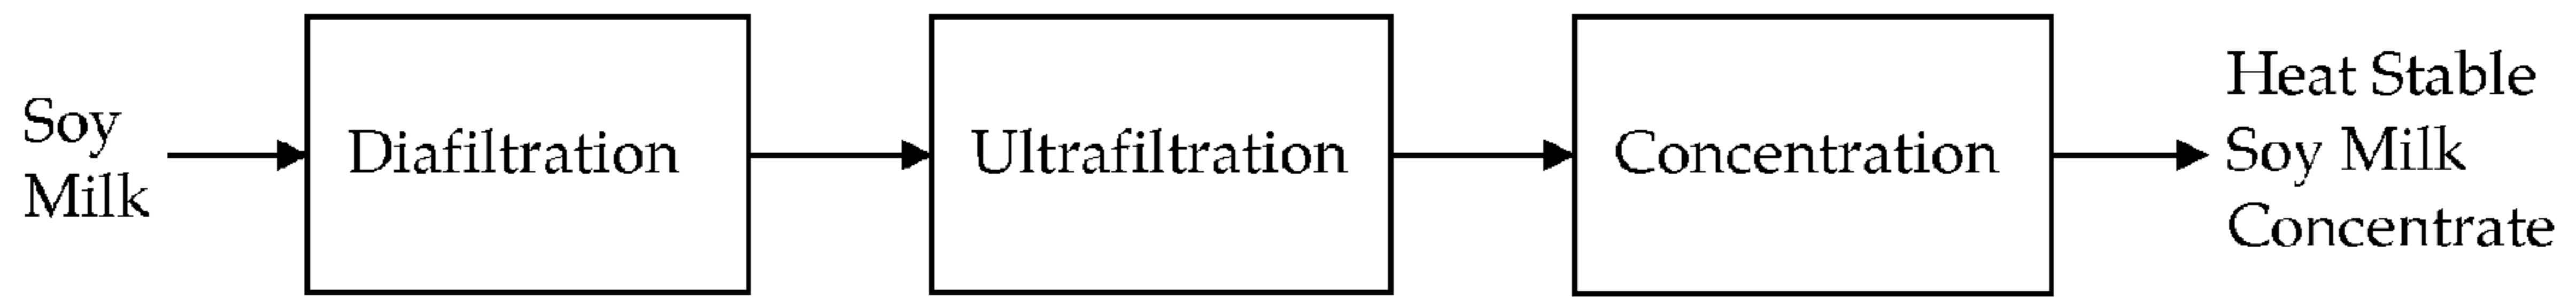 Soy
Milk
Diafiltration
Ultrafiltration
Concentration
Heat Stable
Soy Milk
Concentrate